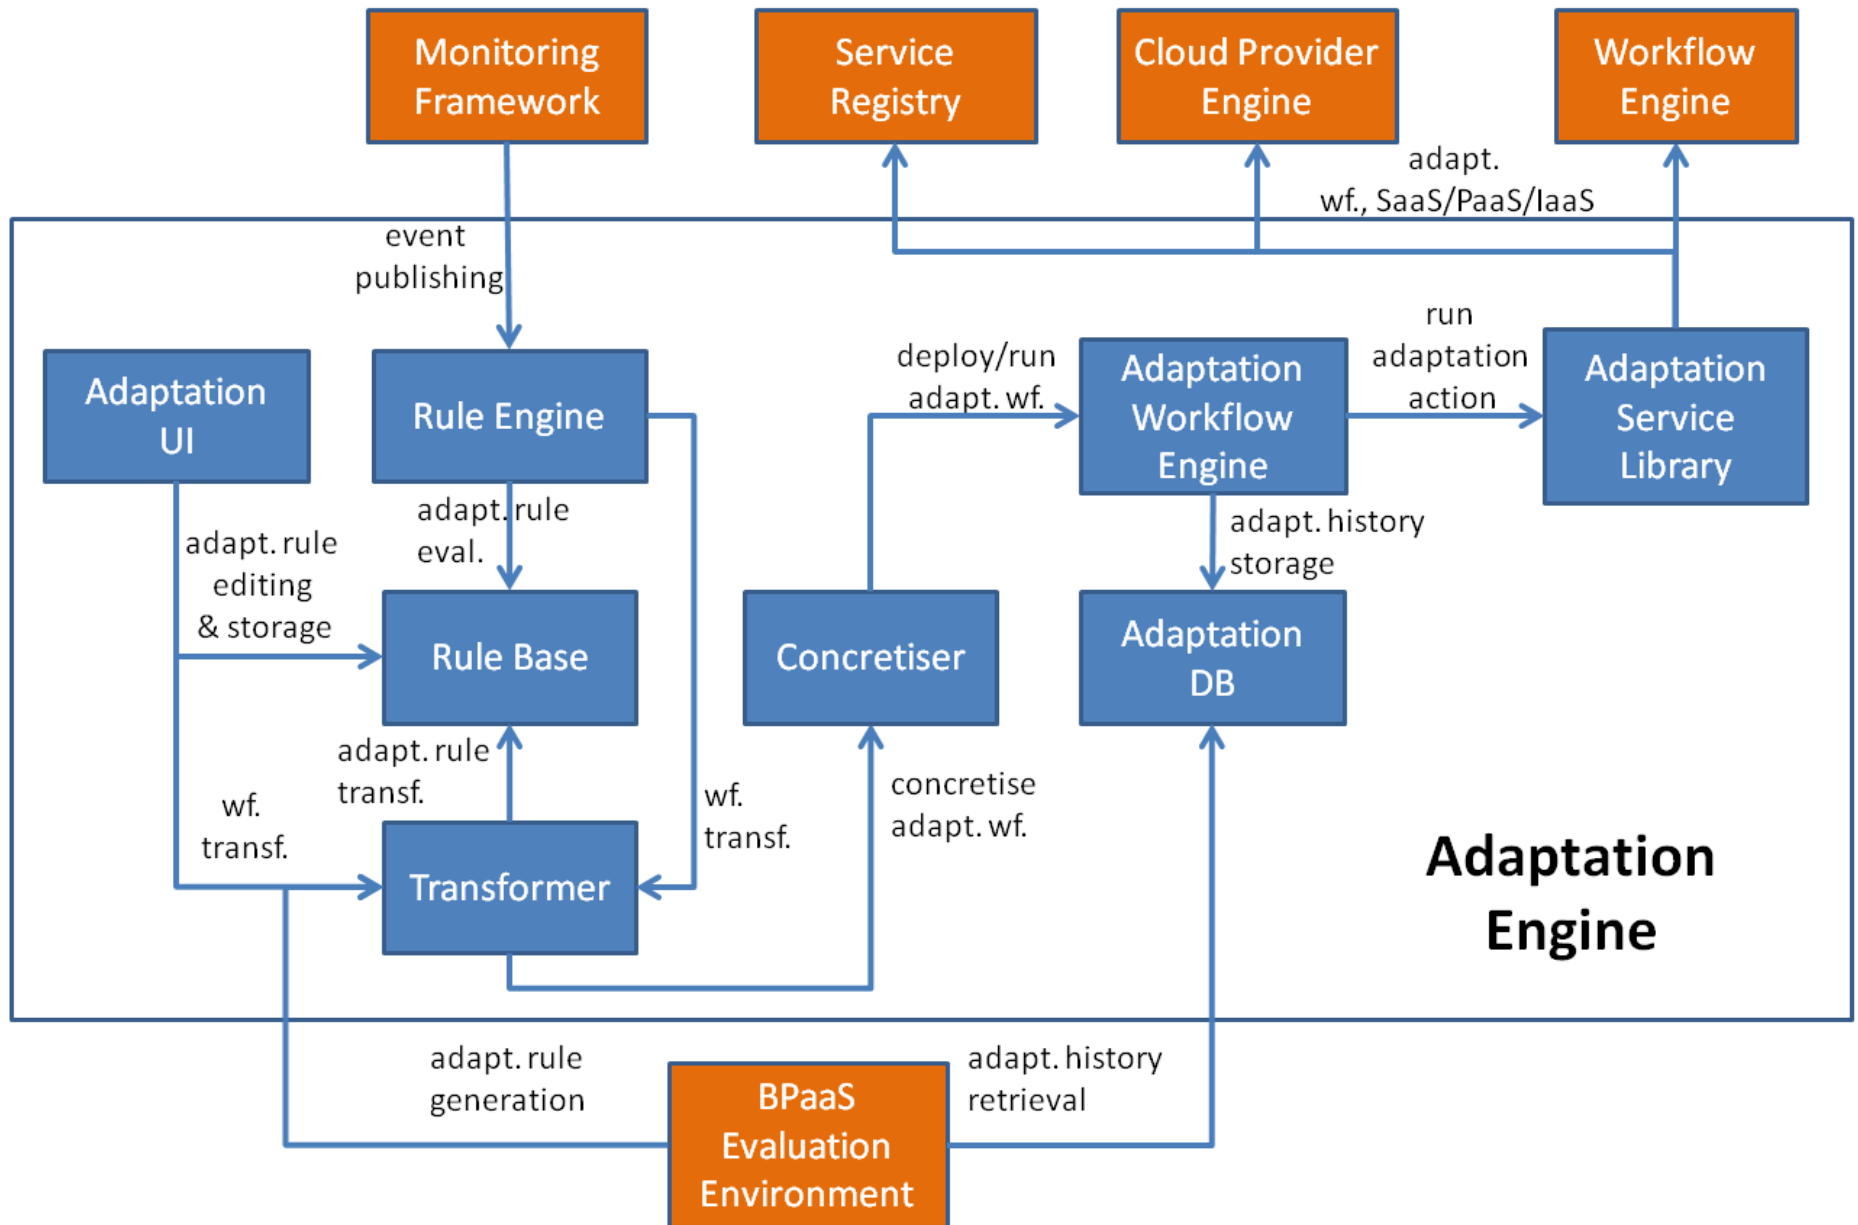 Monitoring
Framework
Service
Registry
Cloud Provider
Engine
Workflow
Engine
adapt.
wf., SaaS/PaaS/IaaS
event
publishing
Adaptation
UI
Rule Engine
deploy/run
adapt. wf.
Adaptation
Workflow
Engine
run
adaptation
action
Adaptation
Service
Library
adapt. rule
eval.
adapt. history
storage
adapt. rule
editing
& storage
Rule Base
Concretiser
Adaptation
DB
adapt. rule
transf.
wf.
transf.
wf.
transf.
concretise
adapt. wf.
Transformer
Adaptation
Engine
adapt. rule
generation
BPaaS
Evaluation
Environment
adapt. history
retrieval